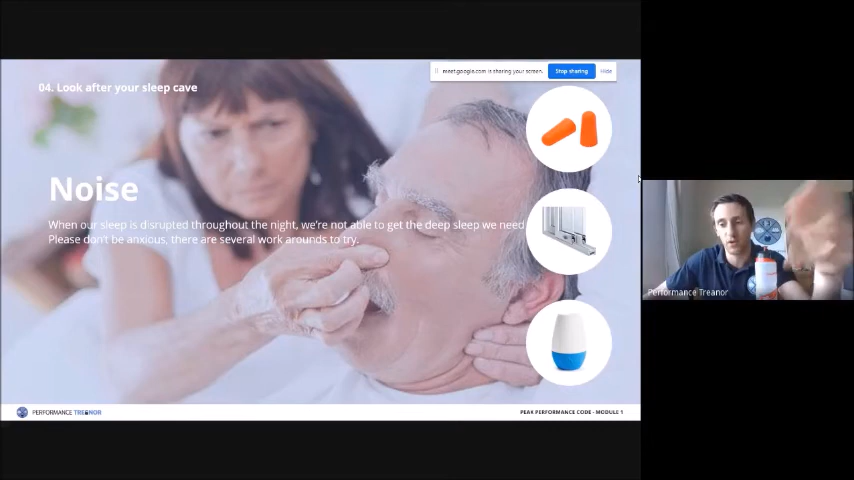 meet.google.com is sharing your screen. Stop sharing Hide
04. Look after your sleep cave
Noise
When our sleep is disrupted throughout the night, we're not able to get the deep sleep we need
Please don't be anxious, there are several work arounds to try.
Performance Treanor
PERFORMANCE TREANOR
PEAK PERFORMANCE CODE - MODULE 1